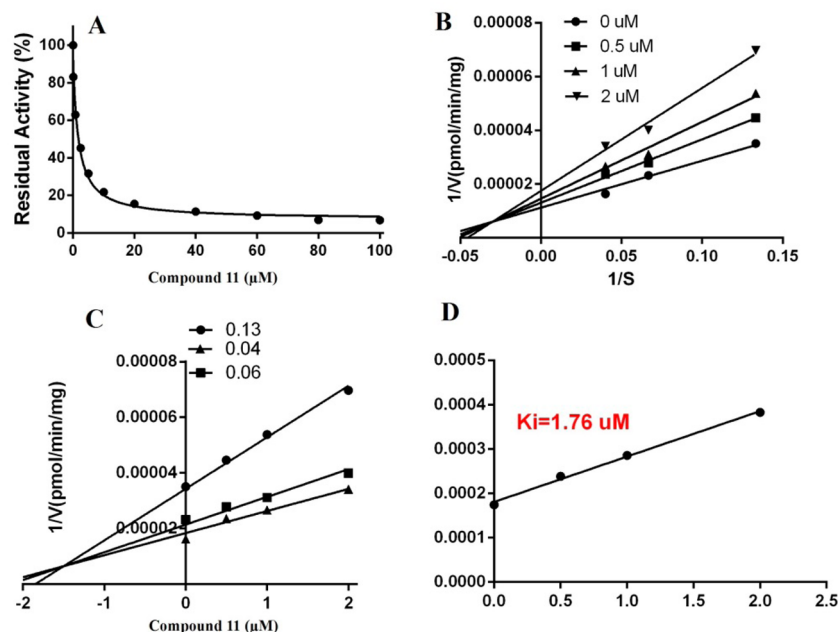 A
Residual Activity (%)
100
80
60
40
20
0
0 20 40 60 80 100
Compound 11 (µM)
B
0 uM
0.5 uM
1 uM
2 uM
1/V(pmol/min/mg)
0.00008
0.00006
0.00004
0.00002
-0.05 0.00 0.05 0.10 0.15
1/S
C
0.13
0.04
0.06
1/V(pmol/min/mg)
0.00008
0.00006
0.00004
0.00002
-2 -1 0 1 2
Compound 11 (µM)
D
Ki=1.76 uM
0.0005
0.0004
0.0003
0.0002
0.0001
0.0000
0.0 0.5 1.0 1.5 2.0 2.5